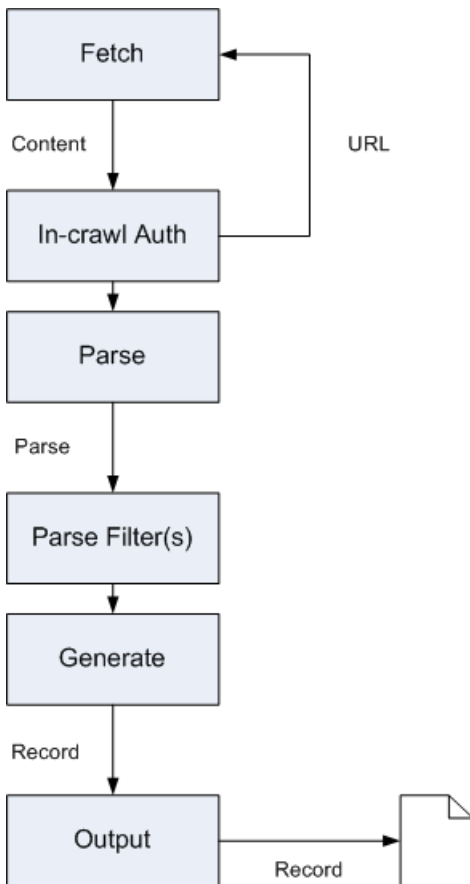 Fetch
Content
URL
In-crawl Auth
Parse
Parse
Parse Filter(s)
Generate
Record
Output
Record